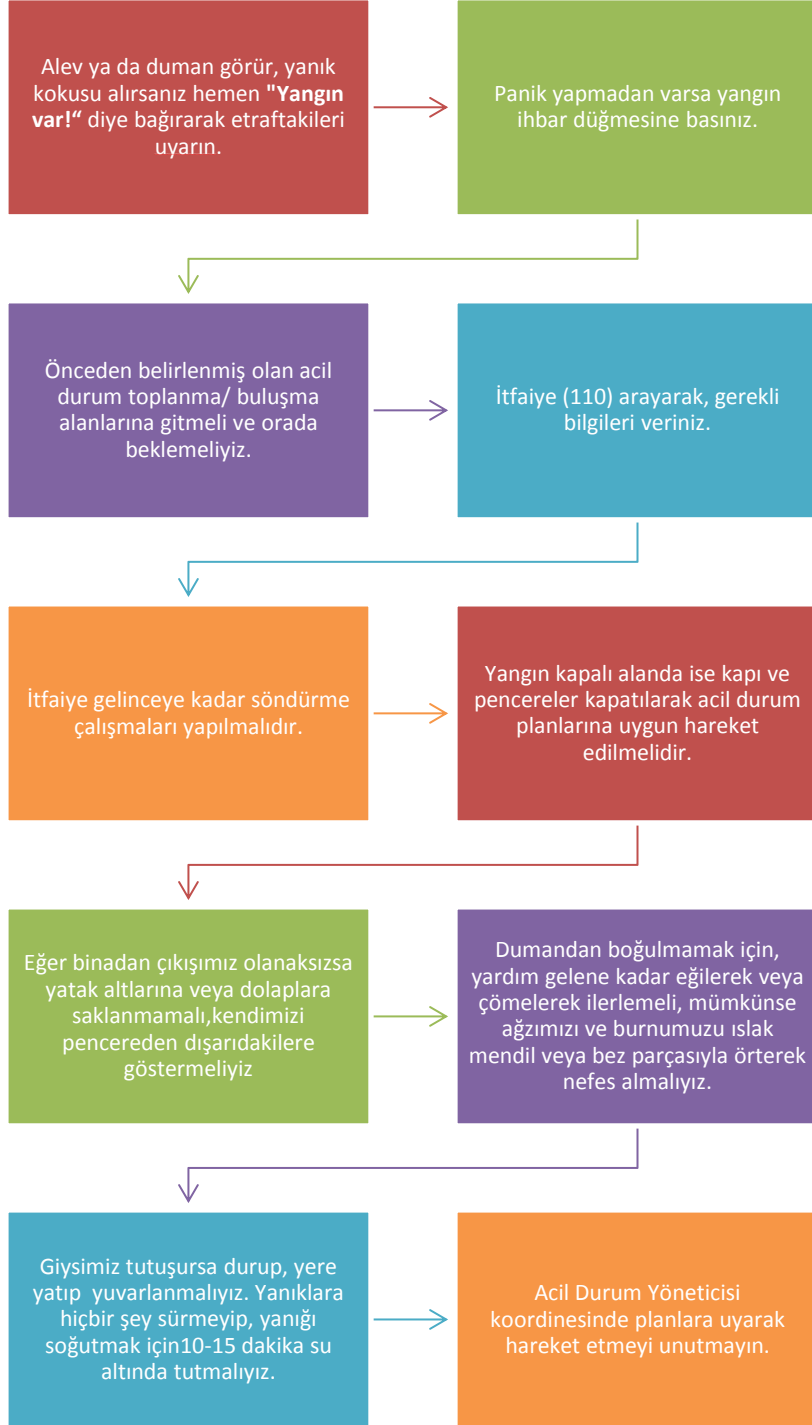 Alev ya da duman görür, yanık
kokusu alırsanız hemen "Yangın
var!“ diye bağırarak etraftakileri
uyarın.
Panik yapmadan varsa yangın
ihbar düğmesine basınız.
Önceden belirlenmiş olan acil
durum toplanma/ buluşma
alanlarına gitmeli ve orada
beklemeliyiz.
İtfaiye (110) arayarak, gerekli
bilgileri veriniz.
İtfaiye gelinceye kadar söndürme
çalışmaları yapılmalıdır.
Yangın kapalı alanda ise kapı ve
pencereler kapatılarak acil durum
planlarına uygun hareket
edilmelidir.
Eğer binadan çıkışımız olanaksızsa
yatak altlarına veya dolaplara
saklanmamalı,kendimizi
pencereden dışarıdakilere
göstermeliyiz
Dumandan boğulmamak için,
yardım gelene kadar eğilerek veya
çömelerek ilerlemeli, mümkünse
ağzımızı ve burnumuzu ıslak
mendil veya bez parçasıyla örterek
nefes almalıyız.
Giysimiz tutuşursa durup, yere
yatıp yuvarlanmalıyız. Yanıklara
hiçbir şey sürmeyip, yanığı
soğutmak için10-15 dakika su
altında tutmalıyız.
Acil Durum Yöneticisi
koordinesinde planlara uyarak
hareket etmeyi unutmayın.